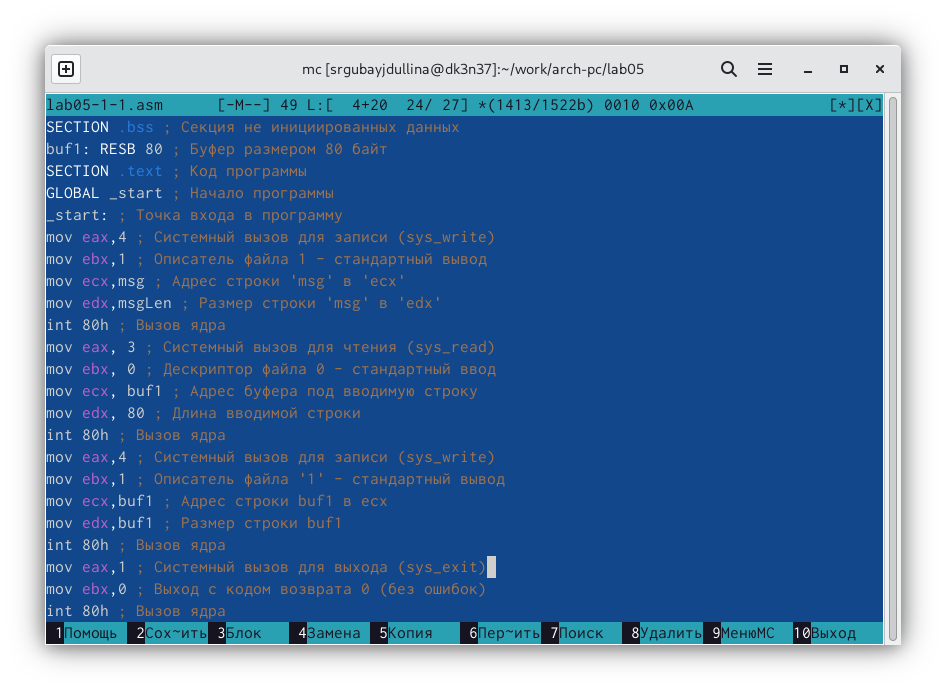 mc [srgubayjdullina@dk3n37]:~/work/arch-pc/lab05
lab05-1-1.asm      [-M--] 49 L:[  4+20  24/ 27] *(1413/1522b) 0010 0x00A               [*][X]
SECTION .bss ; Секция не инициированных данных
buf1: RESB 80 ; Буфер размером 80 байт
SECTION .text ; Код программы
GLOBAL _start ; Начало программы
_start: ; Точка входа в программу
mov eax,4 ; Системный вызов для записи (sys_write)
mov ebx,1 ; Описатель файла 1 - стандартный вывод
mov ecx,msg ; Адрес строки 'msg' в 'ecx'
mov edx,msgLen ; Размер строки 'msg' в 'edx'
int 80h ; Вызов ядра
mov eax, 3 ; Системный вызов для чтения (sys_read)
mov ebx, 0 ; Дескриптор файла 0 - стандартный ввод
mov ecx, buf1 ; Адрес буфера под вводимую строку
mov edx, 80 ; Длина вводимой строки
int 80h ; Вызов ядра
mov eax,4 ; Системный вызов для записи (sys_write)
mov ebx,1 ; Описатель файла '1' - стандартный вывод
mov ecx,buf1 ; Адрес строки buf1 в ecx
mov edx,buf1 ; Размер строки buf1
int 80h ; Вызов ядра
mov eax,1 ; Системный вызов для выхода (sys_exit)
mov ebx,0 ; Выход с кодом возврата 0 (без ошибок)
int 80h ; Вызов ядра
1Помощь 2Сох~ить 3Блок 4Замена 5Копия 6Пер~ить 7Поиск 8Удалить 9МенюMC 10Выход